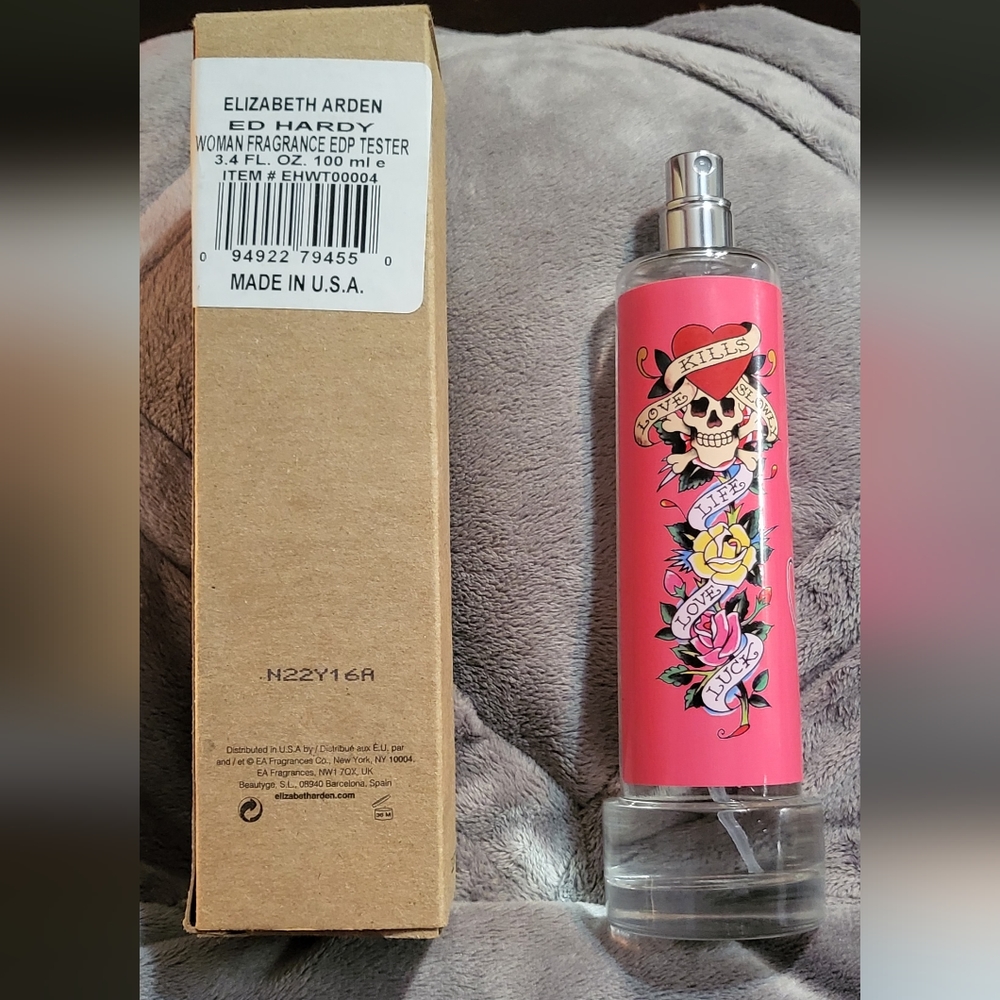 ELIZABETH ARDEN
ED HARDY
WOMAN FRAGRANCE EDP TESTER
3.4 FL. OZ. 100 ml e
ITEM # EHWT00004
0 94922 79455 0
MADE IN U.S.A.
N22Y16A
Distributed in U.S.A by / Distribué aux É.U. par
and / et © EA Fragrances Co., New York, NY 10004.
EA Fragrances, NW1 7QX, UK
Beautyge, S.L., 08940 Barcelona, Spain
elizabetharden.com
36 M
KILLS
LOVE SLOWLY
LIFE
LOVE
LUCK